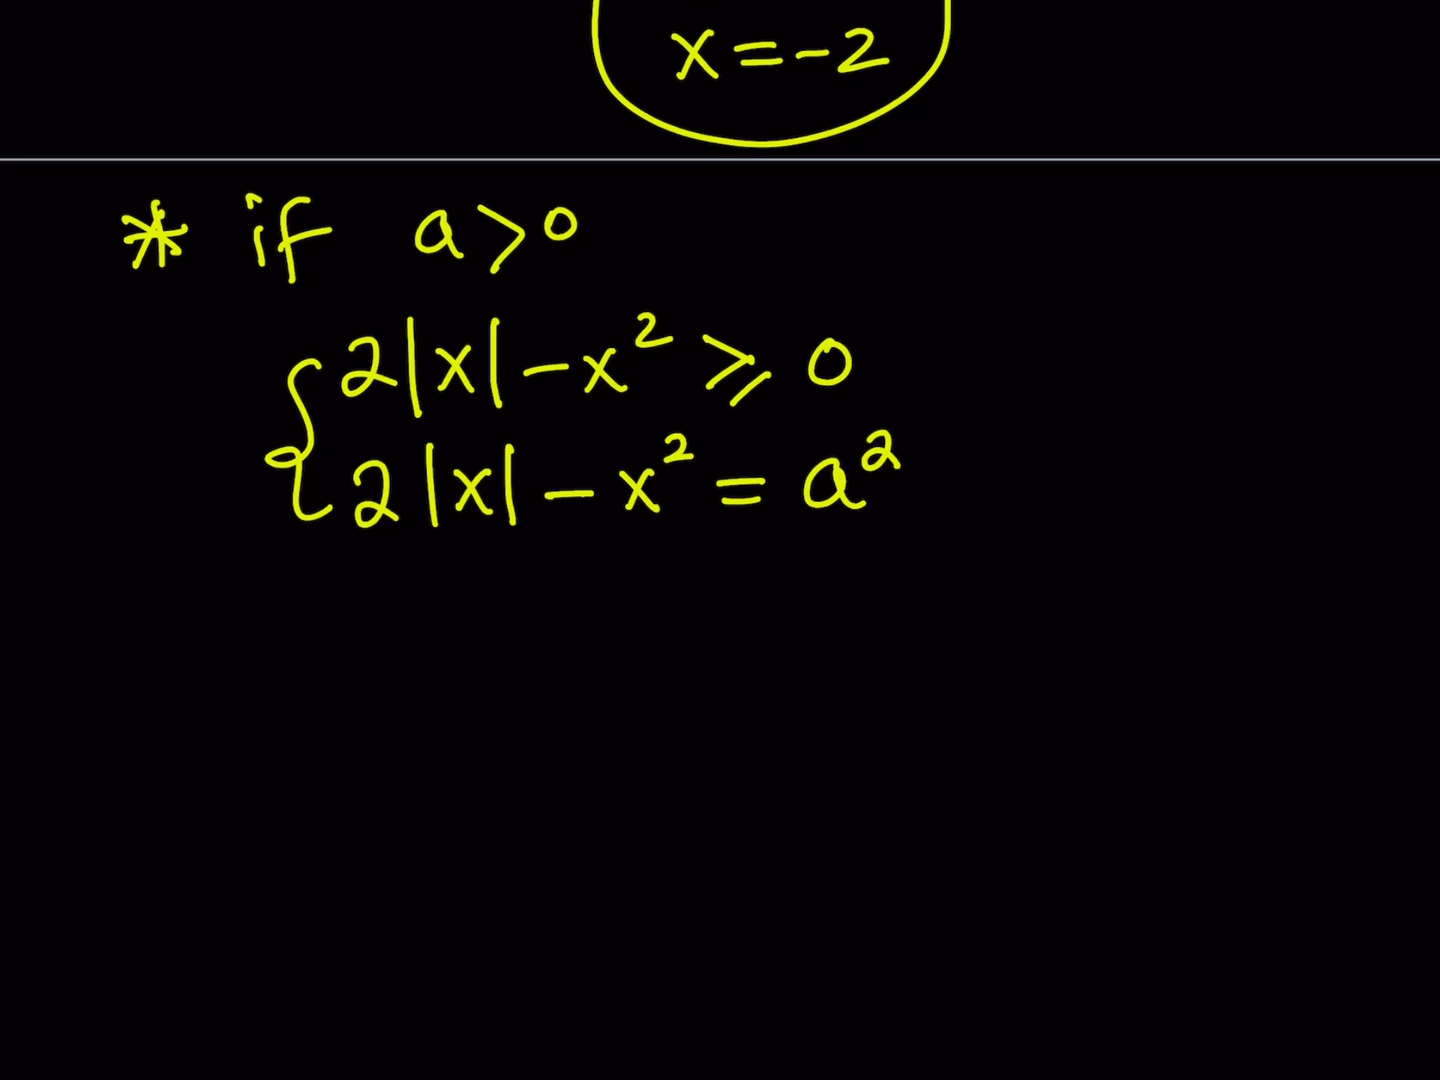 x=-2
* if a>0
{2|x|-x² ⩾ 0
2|x|-x² = a²